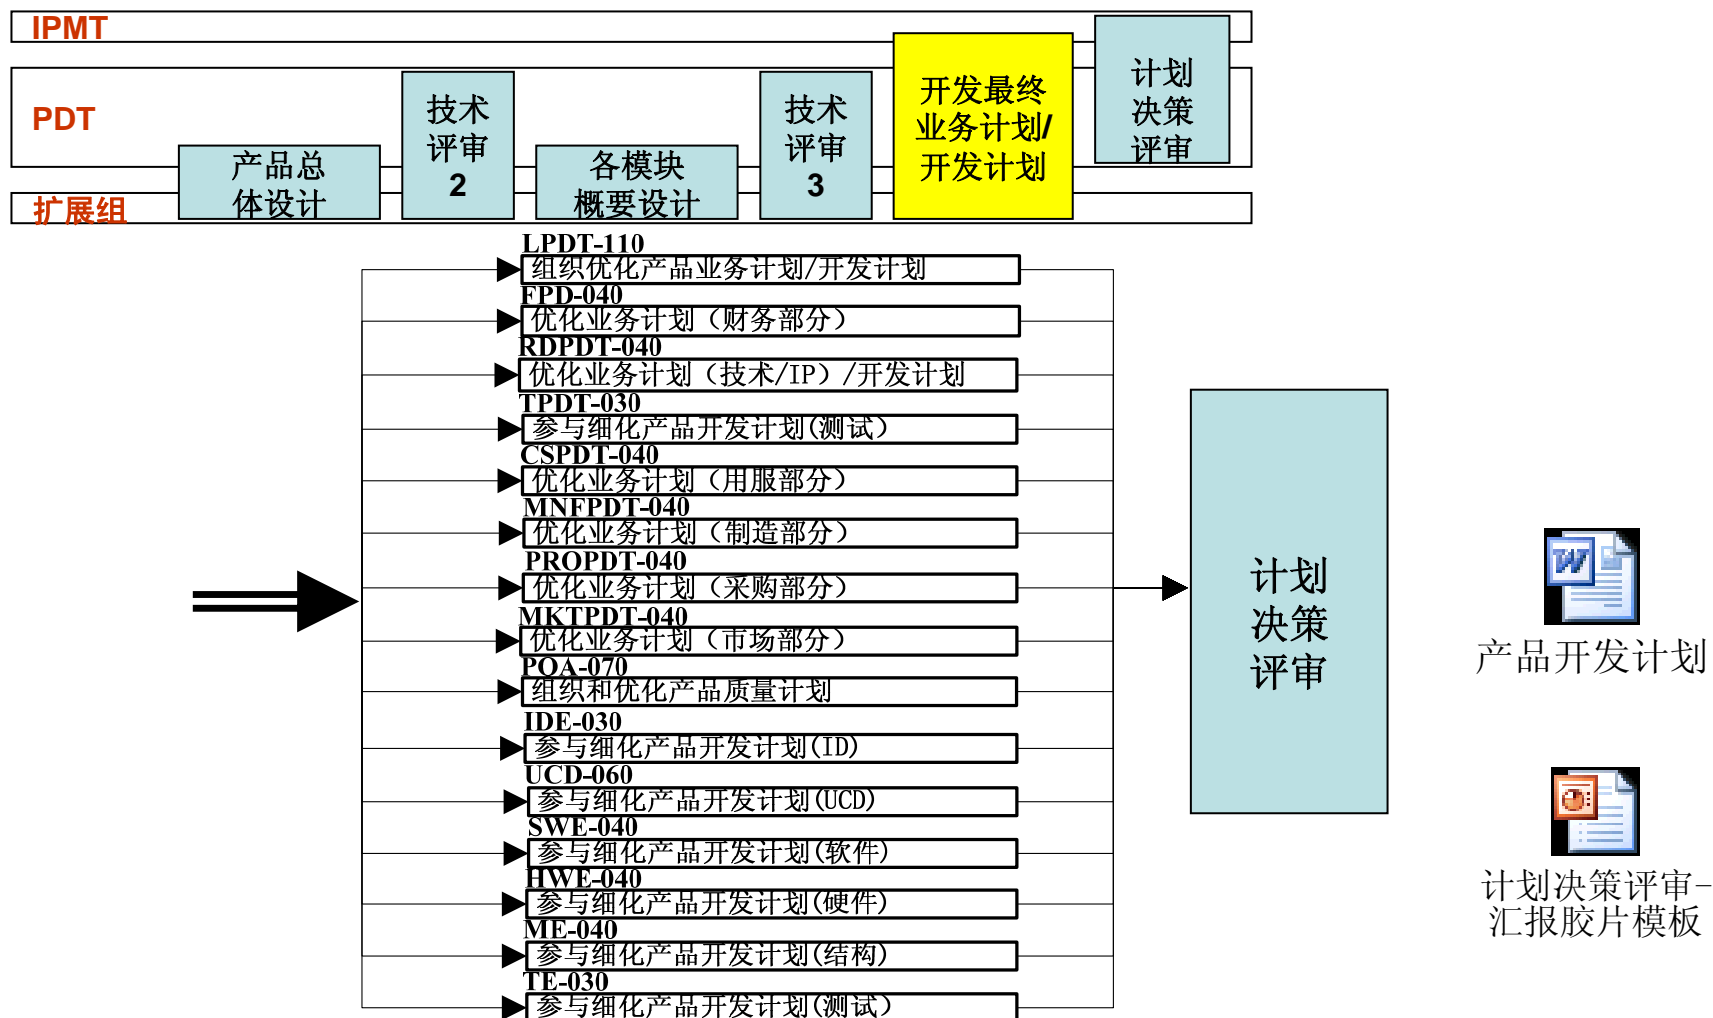 IPMT
PDT
扩展组
产品总
体设计
技术
评审
2
各模块
概要设计
技术
评审
3
开发最终
业务计划/
开发计划
计划
决策
评审
LPDT-110
组织优化产品业务计划/开发计划
FPD-040
优化业务计划（财务部分）
RDPDT-040
优化业务计划（技术/IP）/开发计划
TPDT-030
参与细化产品开发计划(测试）
CSPDT-040
优化业务计划（用服部分）
MNFPDT-040
优化业务计划（制造部分）
PROPDT-040
优化业务计划（采购部分）
MKTPDT-040
优化业务计划（市场部分）
POA-070
组织和优化产品质量计划
IDE-030
参与细化产品开发计划(ID)
UCD-060
参与细化产品开发计划(UCD)
SWE-040
参与细化产品开发计划(软件)
HWE-040
参与细化产品开发计划(硬件)
ME-040
参与细化产品开发计划(结构)
TE-030
参与细化产品开发计划(测试）
计划
决策
评审
产品开发计划
计划决策评审-
汇报胶片模板